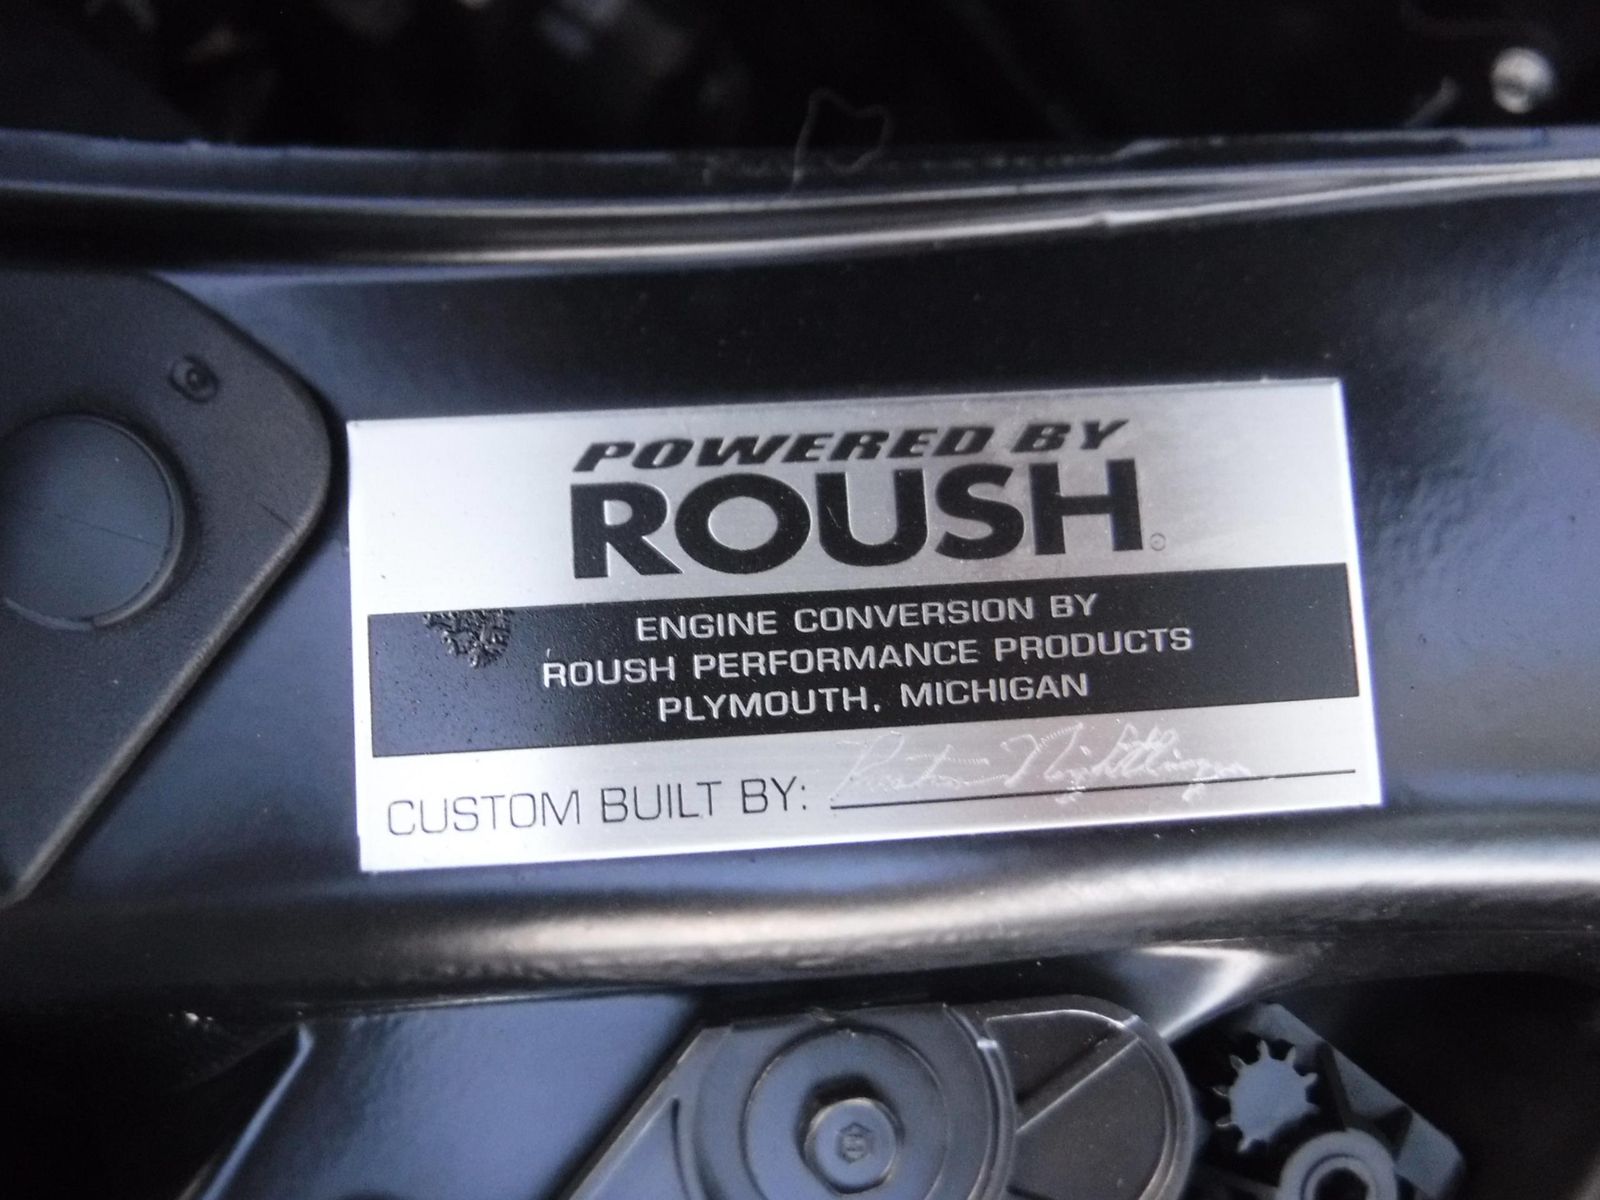 POWERED BY
ROUSH®
ENGINE CONVERSION BY
ROUSH PERFORMANCE PRODUCTS
PLYMOUTH, MICHIGAN
CUSTOM BUILT BY: